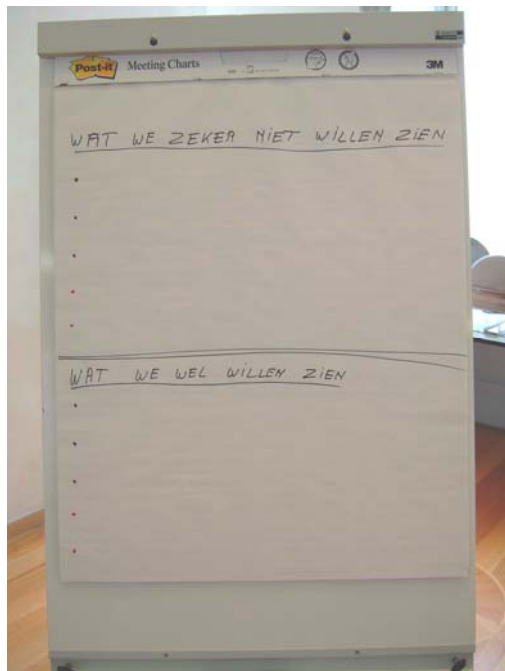 Post-it Meeting Charts 3M
WAT WE ZEKER NIET WILLEN ZIEN
WAT WE WEL WILLEN ZIEN